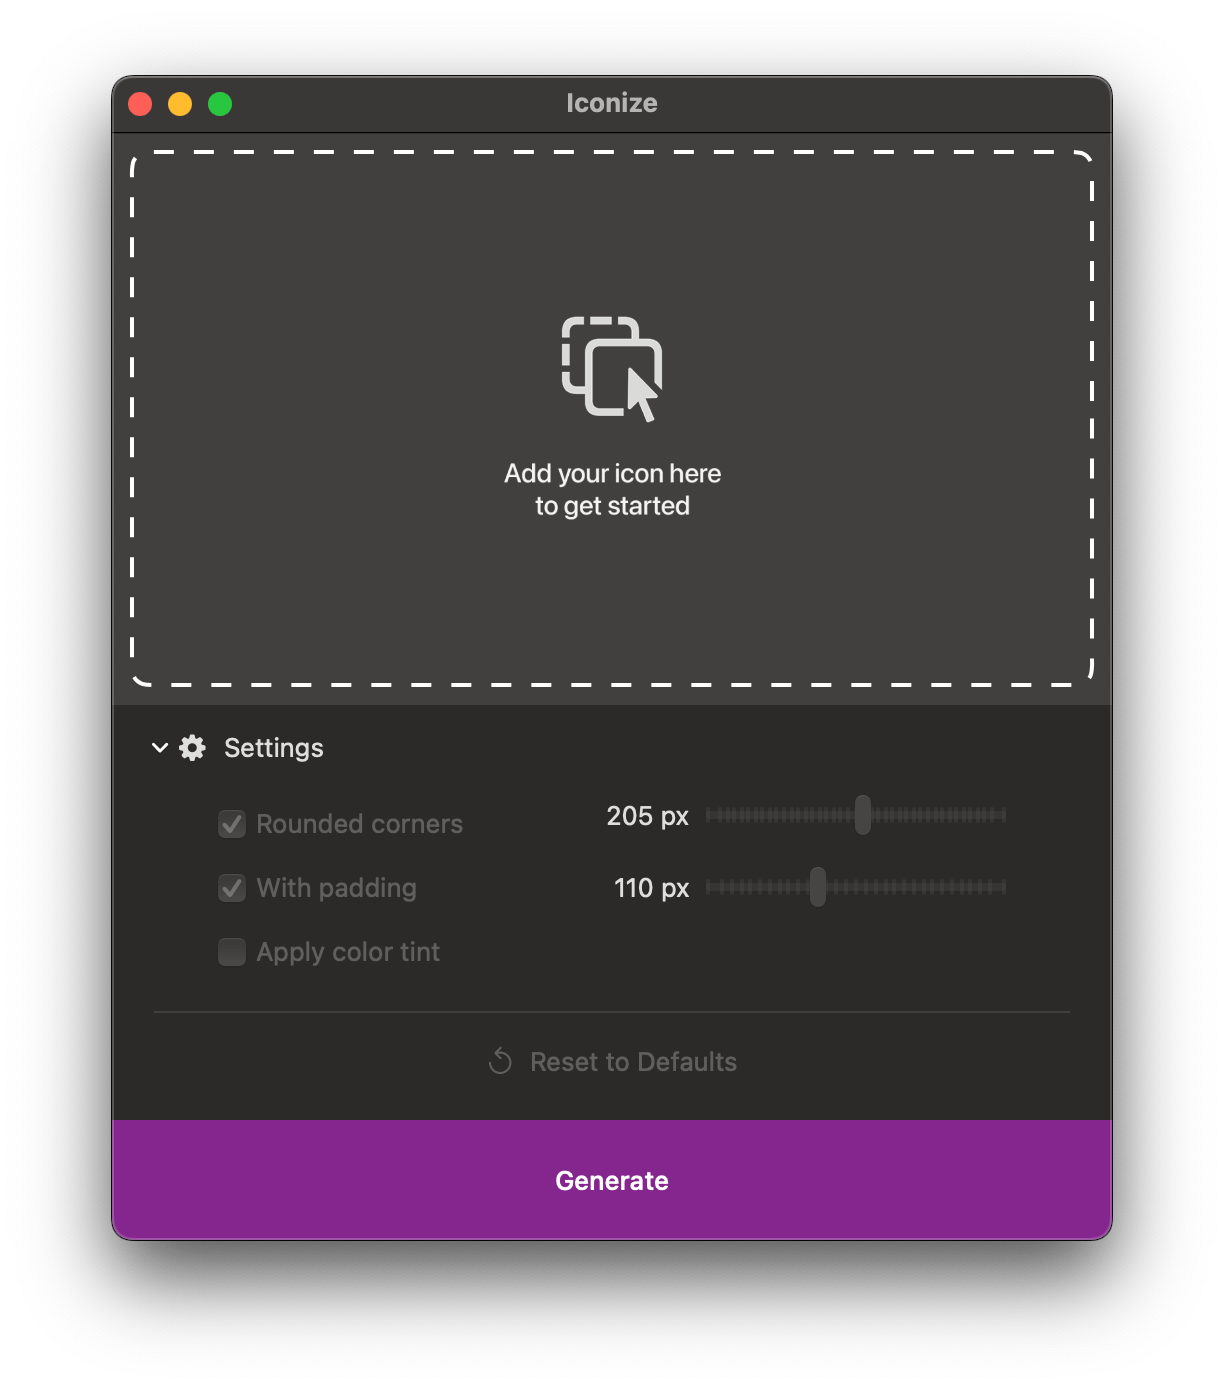 Iconize
Add your icon here
to get started
Settings
Rounded corners
205 px
With padding
110 px
Apply color tint
Reset to Defaults
Generate